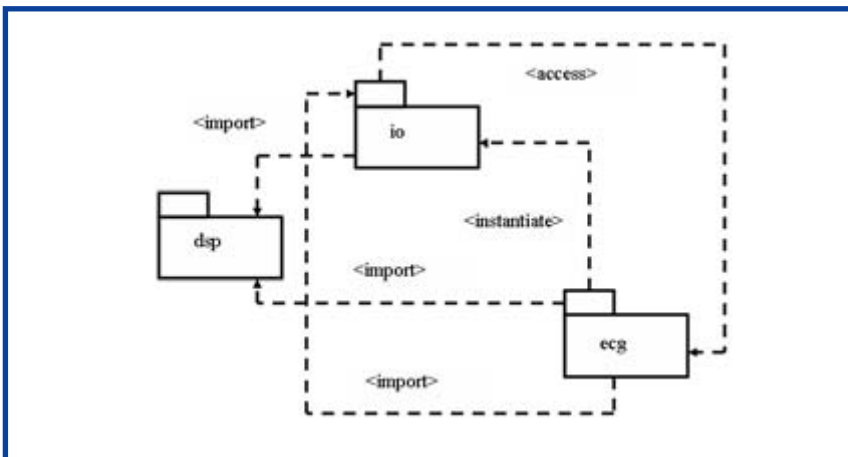 <access>
<import>
io
<instantiate>
dsp
<import>
ecg
<import>